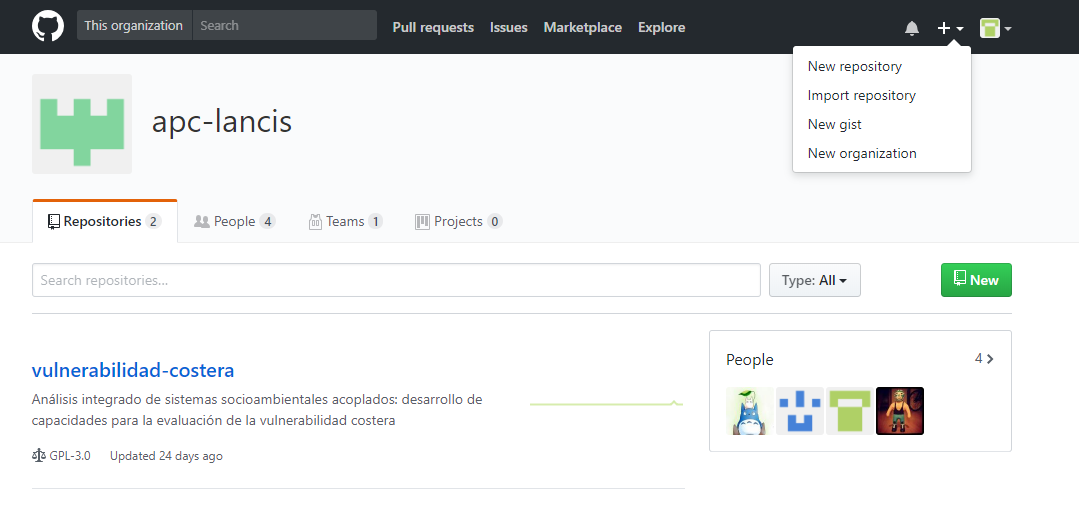 This organization Search Pull requests Issues Marketplace Explore
New repository
Import repository
New gist
New organization
apc-lancis
Repositories 2 People 4 Teams 1 Projects 0
Search repositories... Type: All New
vulnerabilidad-costera
Análisis integrado de sistemas socioambientales acoplados: desarrollo de
capacidades para la evaluación de la vulnerabilidad costera
GPL-3.0 Updated 24 days ago
People 4